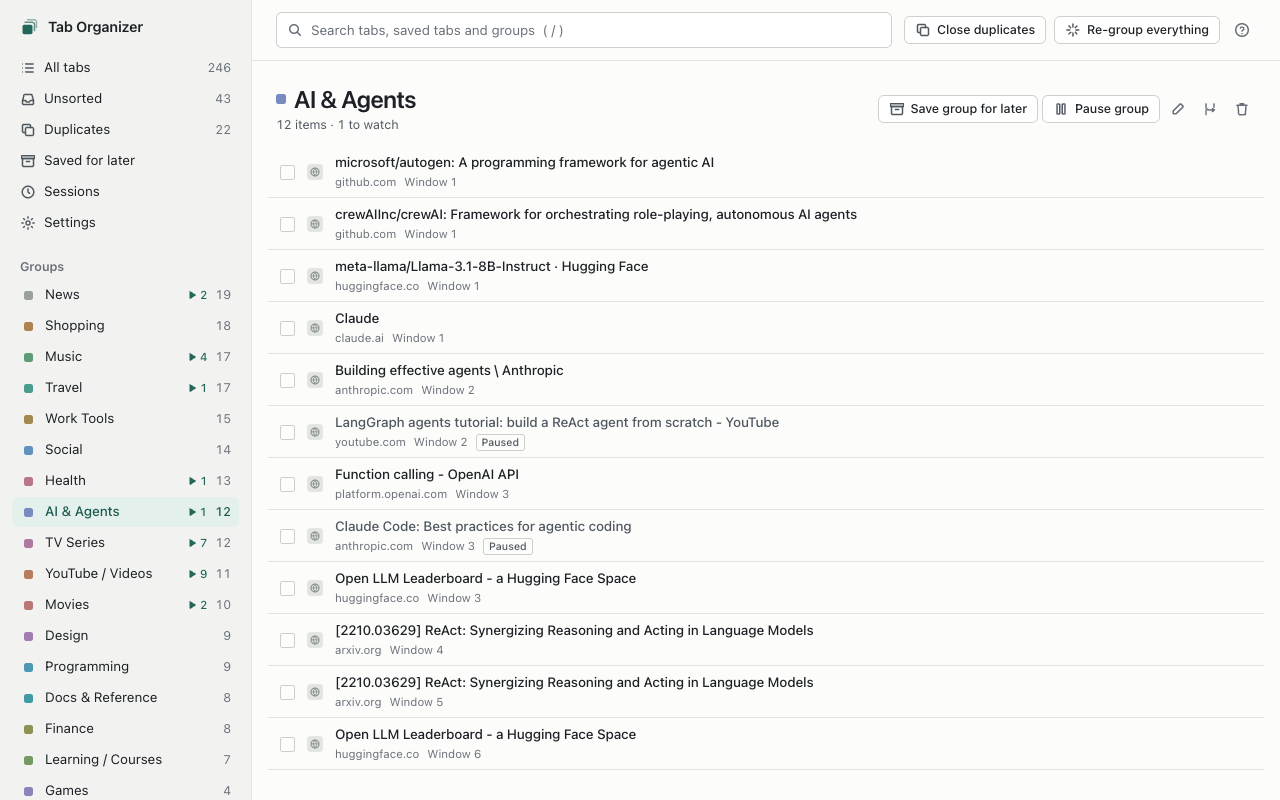 Tab Organizer
All tabs 246
Unsorted 43
Duplicates 22
Saved for later
Sessions
Settings
Groups
News 2 19
Shopping 18
Music 4 17
Travel 1 17
Work Tools 15
Social 14
Health 1 13
AI & Agents 1 12
TV Series 7 12
YouTube / Videos 9 11
Movies 2 10
Design 9
Programming 9
Docs & Reference 8
Finance 8
Learning / Courses 7
Games 4
Search tabs, saved tabs and groups ( / )
Close duplicates
Re-group everything
AI & Agents
12 items · 1 to watch
Save group for later
Pause group
microsoft/autogen: A programming framework for agentic AI
github.com Window 1
crewAIInc/crewAI: Framework for orchestrating role-playing, autonomous AI agents
github.com Window 1
meta-llama/Llama-3.1-8B-Instruct · Hugging Face
huggingface.co Window 1
Claude
claude.ai Window 1
Building effective agents \ Anthropic
anthropic.com Window 2
LangGraph agents tutorial: build a ReAct agent from scratch - YouTube
youtube.com Window 2 Paused
Function calling - OpenAI API
platform.openai.com Window 3
Claude Code: Best practices for agentic coding
anthropic.com Window 3 Paused
Open LLM Leaderboard - a Hugging Face Space
huggingface.co Window 3
[2210.03629] ReAct: Synergizing Reasoning and Acting in Language Models
arxiv.org Window 4
[2210.03629] ReAct: Synergizing Reasoning and Acting in Language Models
arxiv.org Window 5
Open LLM Leaderboard - a Hugging Face Space
huggingface.co Window 6